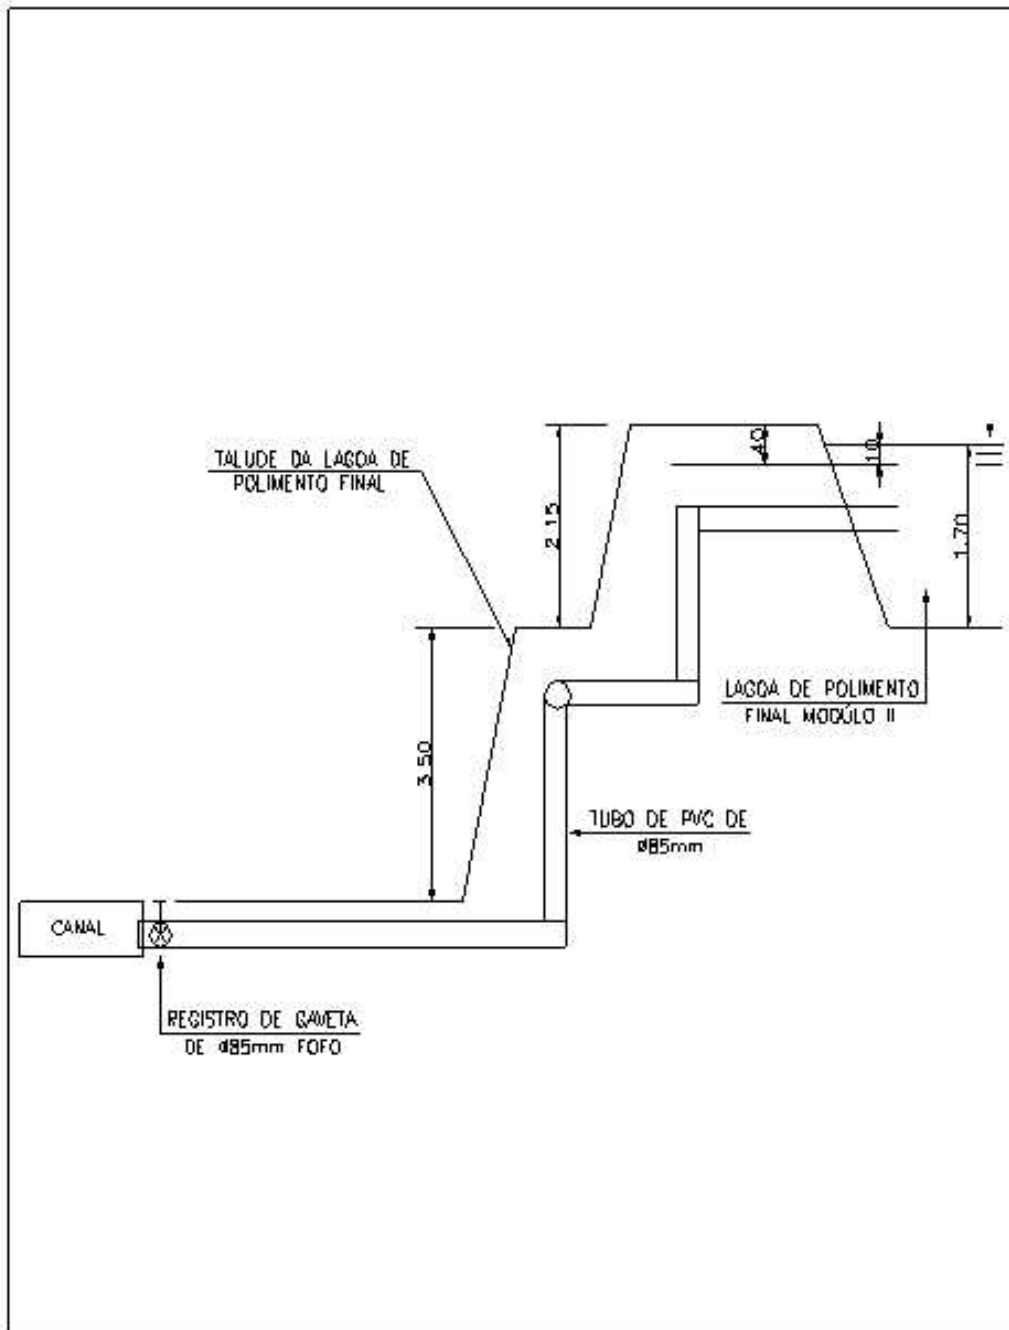 TALUDE DA LAGOA DE
POLIMENTO FINAL
2.15
40
10
1.70
3.50
LAGOA DE POLIMENTO
FINAL MODÚLO II
TUBO DE PVC DE
Ø85mm
CANAL
REGISTRO DE GAVETA
DE Ø85mm FOFO